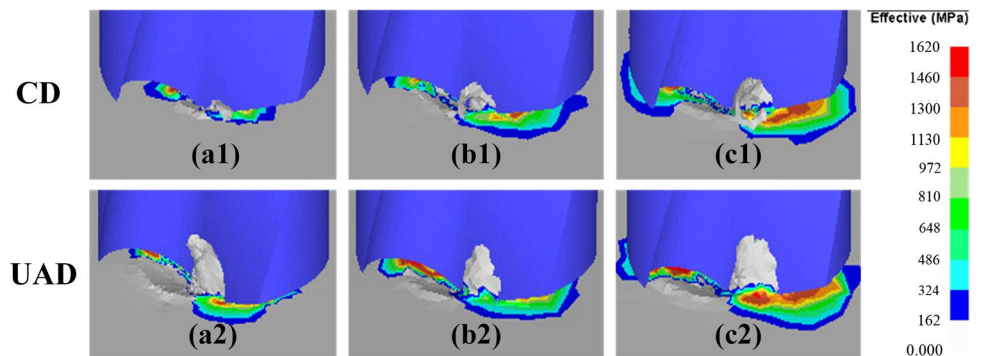 Effective (MPa)
CD
(a1)
(b1)
(c1)
UAD
(a2)
(b2)
(c2)
1620
1460
1300
1130
972
810
648
486
324
162
0.000